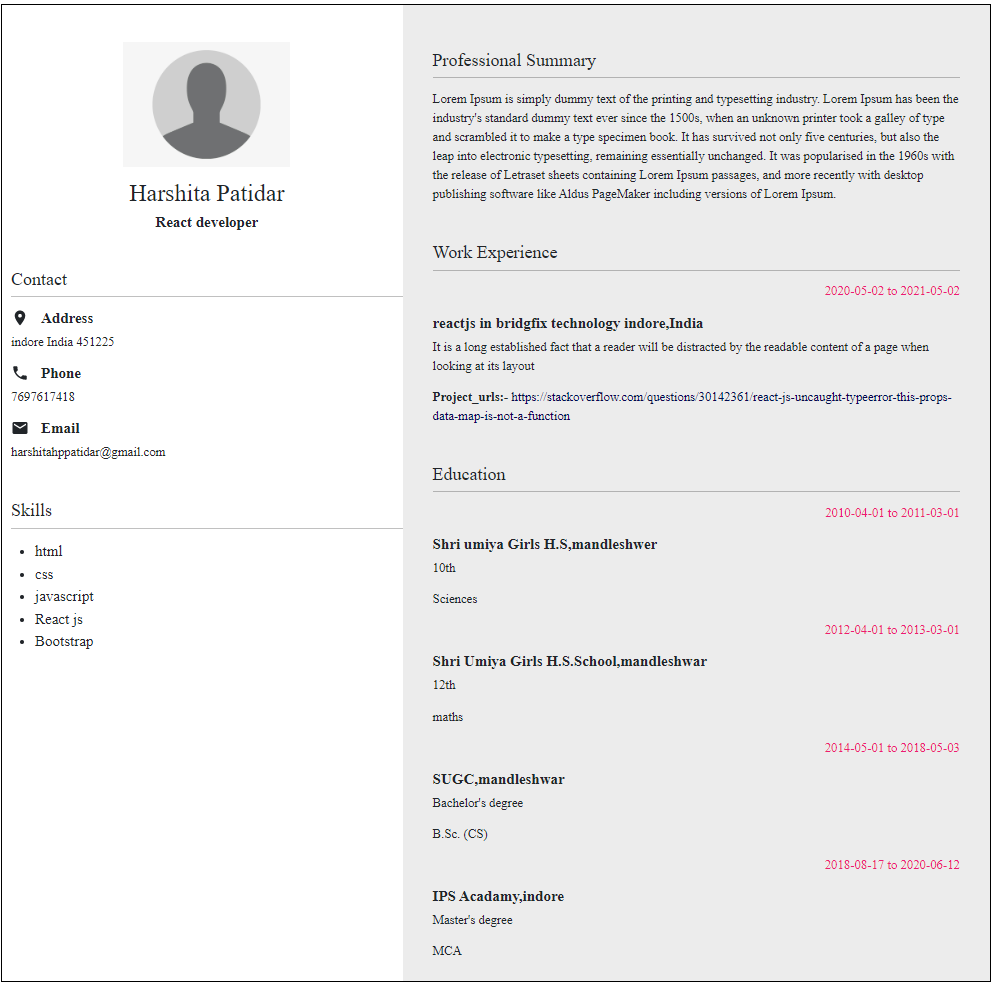 Harshita Patidar
React developer
Contact
Address
indore India 451225
Phone
7697617418
Email
harshitahppatidar@gmail.com
Skills
html
css
javascript
React js
Bootstrap
Professional Summary
Lorem Ipsum is simply dummy text of the printing and typesetting industry. Lorem Ipsum has been the
industry's standard dummy text ever since the 1500s, when an unknown printer took a galley of type
and scrambled it to make a type specimen book. It has survived not only five centuries, but also the
leap into electronic typesetting, remaining essentially unchanged. It was popularised in the 1960s with
the release of Letraset sheets containing Lorem Ipsum passages, and more recently with desktop
publishing software like Aldus PageMaker including versions of Lorem Ipsum.
Work Experience
2020-05-02 to 2021-05-02
reactjs in bridgfix technology indore,India
It is a long established fact that a reader will be distracted by the readable content of a page when
looking at its layout
Project_urls:- https://stackoverflow.com/questions/30142361/react-js-uncaught-typeerror-this-props-
data-map-is-not-a-function
Education
2010-04-01 to 2011-03-01
Shri umiya Girls H.S,mandleshwer
10th
Sciences
2012-04-01 to 2013-03-01
Shri Umiya Girls H.S.School,mandleshwar
12th
maths
2014-05-01 to 2018-05-03
SUGC,mandleshwar
Bachelor's degree
B.Sc. (CS)
2018-08-17 to 2020-06-12
IPS Acadamy,indore
Master's degree
MCA